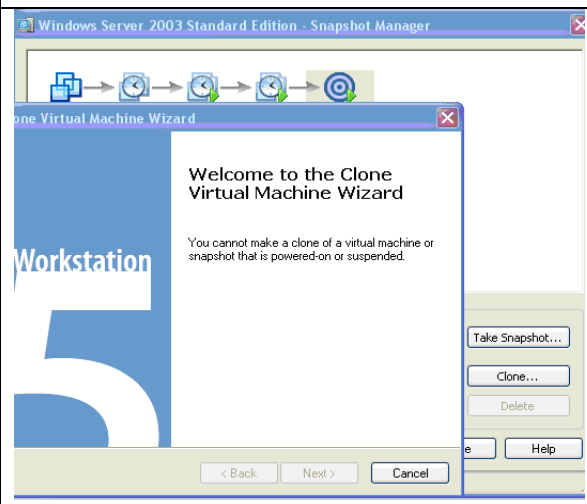 Windows Server 2003 Standard Edition - Snapshot Manager
one Virtual Machine Wizard
Welcome to the Clone
Virtual Machine Wizard
You cannot make a clone of a virtual machine or
snapshot that is powered-on or suspended.
Workstation
5
Take Snapshot...
Clone...
Delete
e
Help
< Back
Next >
Cancel